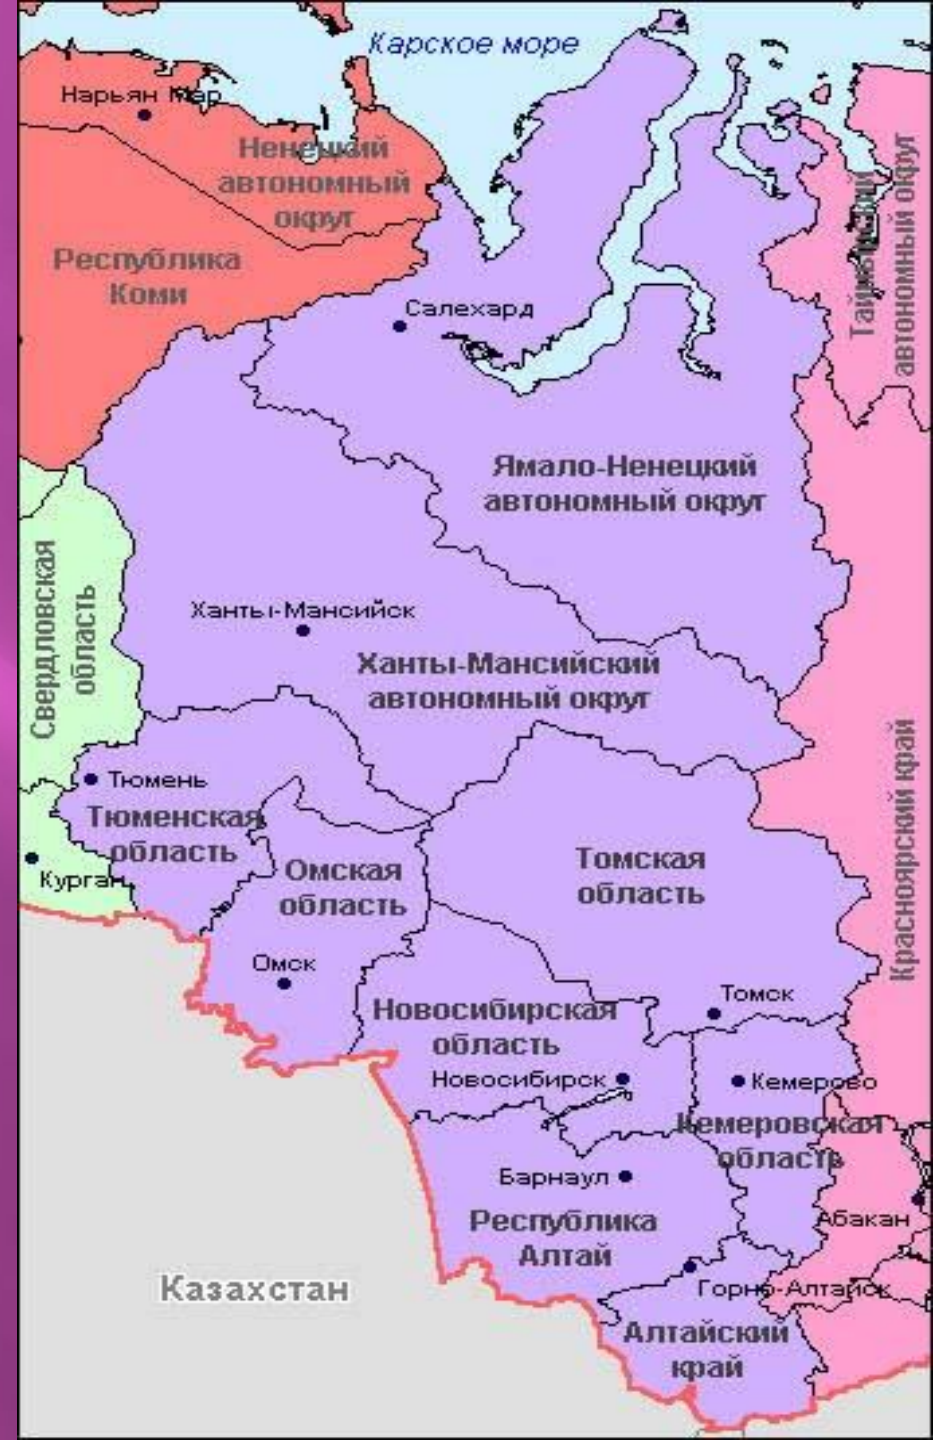 Карское море
Нарьян Мар
Ненецкий
автономный
округ
Республика
Коми
Таймырский
автономный округ
Салехард
Ямало-Ненецкий
автономный округ
Свердловская
область
Ханты-Мансийск
Ханты-Мансийский
автономный округ
Красноярский край
Тюмень
Тюменская
область
Курган
Омская
область
Томская
область
Омск
Томск
Новосибирская
область
Новосибирск
Кемерово
Кемеровская
область
Барнаул
Абакан
Республика
Алтай
Казахстан
Горно-Алтайск
Алтайский
край